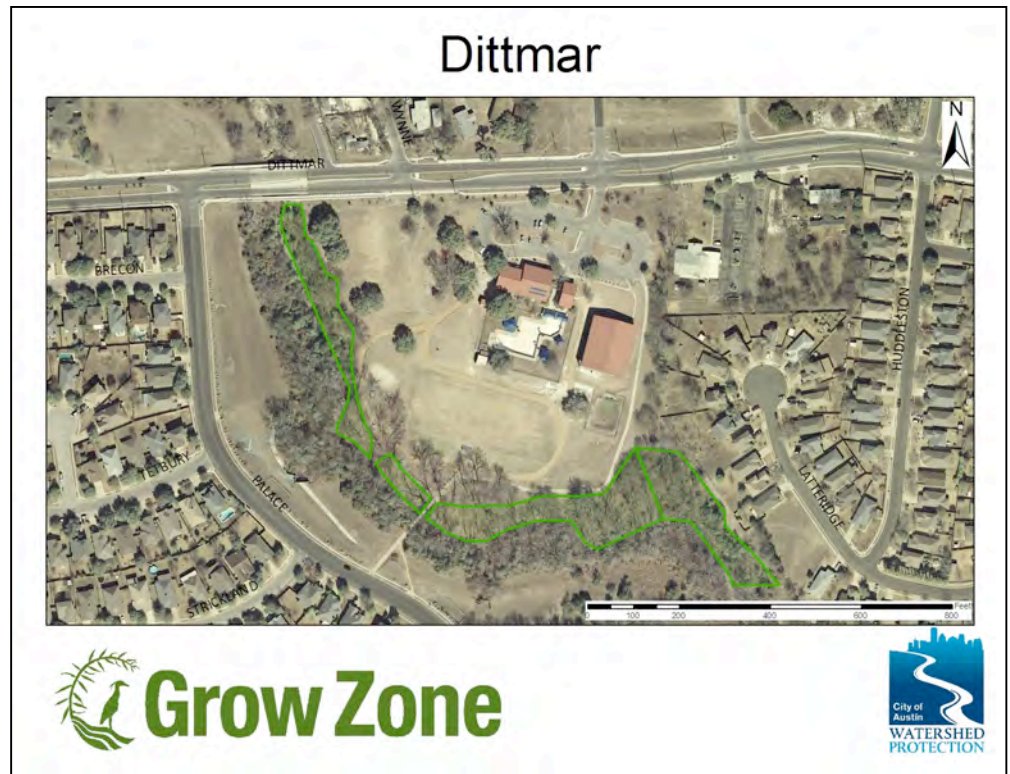 Dittmar
N
WYNNE
DITTMAR
BRECON
HUDDLESTON
TETBURY
PALACE
LATTERIDGE
STRICKLAND
Feet
0 100 200 400 600 800
Grow Zone
City of
Austin
WATERSHED
PROTECTION